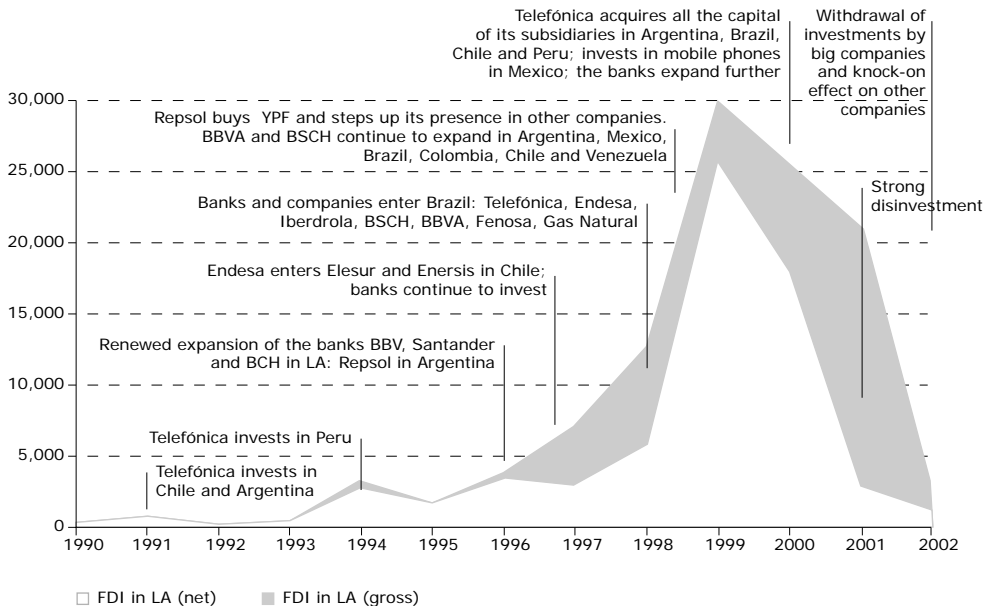 Telefónica acquires all the capital
of its subsidiaries in Argentina, Brazil,
Chile and Peru; invests in mobile phones
in Mexico; the banks expand further
Withdrawal of
investments by
big companies
and knock-on
effect on other
companies
30,000
Repsol buys YPF and steps up its presence in other companies.
BBVA and BSCH continue to expand in Argentina, Mexico,
Brazil, Colombia, Chile and Venezuela
25,000
Strong
disinvestment
Banks and companies enter Brazil: Telefónica, Endesa,
Iberdrola, BSCH, BBVA, Fenosa, Gas Natural
20,000
Endesa enters Elesur and Enersis in Chile;
banks continue to invest
15,000
Renewed expansion of the banks BBV, Santander
and BCH in LA: Repsol in Argentina
10,000
Telefónica invests in Peru
5,000
Telefónica invests in
Chile and Argentina
0
1990 1991 1992 1993 1994 1995 1996 1997 1998 1999 2000 2001 2002
FDI in LA (net) FDI in LA (gross)